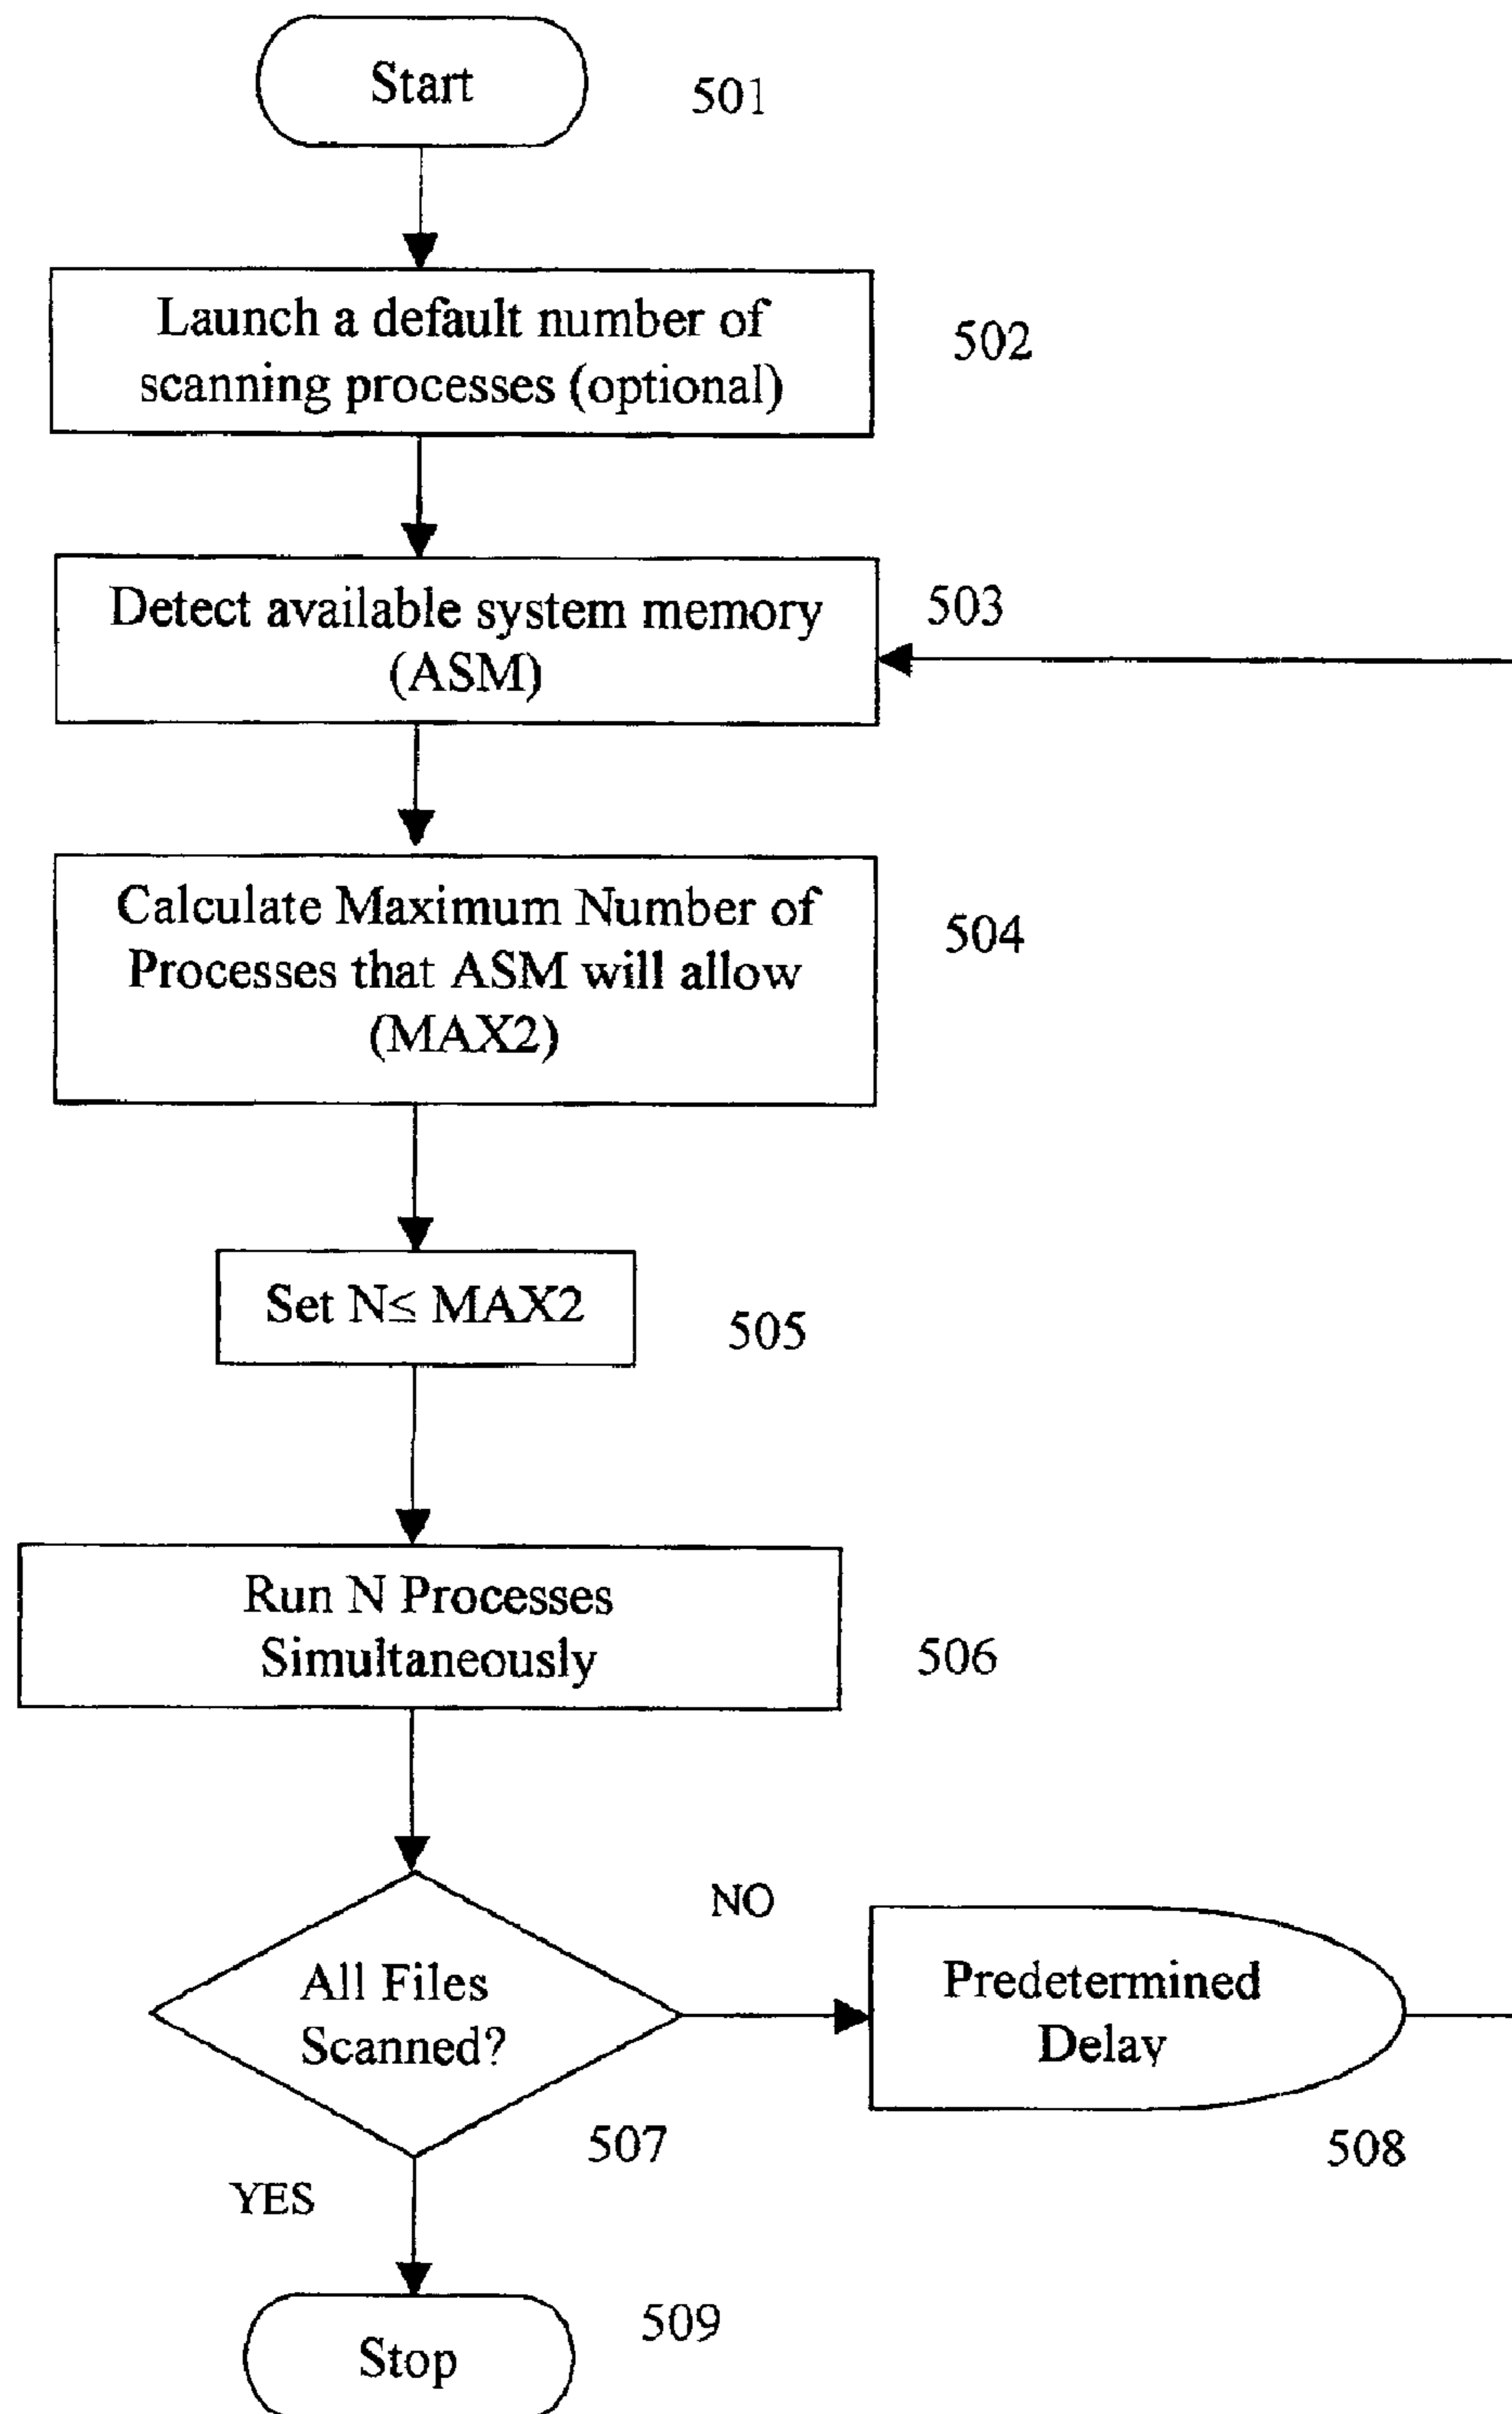 Start
501
Launch a default number of
scanning processes (optional)
502
Detect available system memory
(ASM)
503
Calculate Maximum Number of
Processes that ASM will allow
(MAX2)
504
Set N≤ MAX2
505
Run N Processes
Simultaneously
506
All Files
Scanned?
507
NO
Predetermined
Delay
508
YES
Stop
509